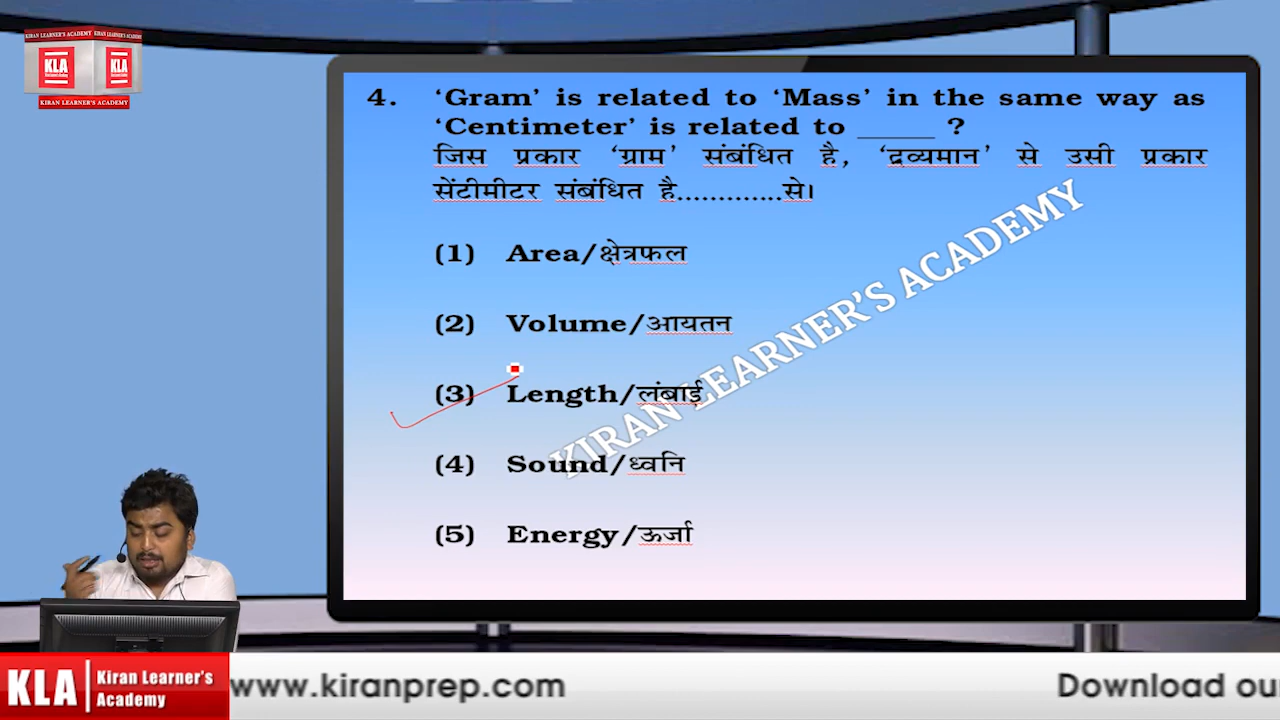 KIRAN LEARNER'S ACADEMY KIRAN LEARNER'S ACADEMY
KLA KLA
KIRAN LEARNER'S ACADEMY
4. ‘Gram’ is related to ‘Mass’ in the same way as
‘Centimeter’ is related to _____ ?
जिस प्रकार ‘ग्राम’ संबंधित है, ‘द्रव्यमान’ से उसी प्रकार
सेंटीमीटर संबंधित है.............से।
(1) Area/क्षेत्रफल
(2) Volume/आयतन
(3) Length/लंबाई
(4) Sound/ध्वनि
(5) Energy/ऊर्जा
KIRAN LEARNER'S ACADEMY
KLA Kiran Learner's
Academy
www.kiranprep.com
Download ou